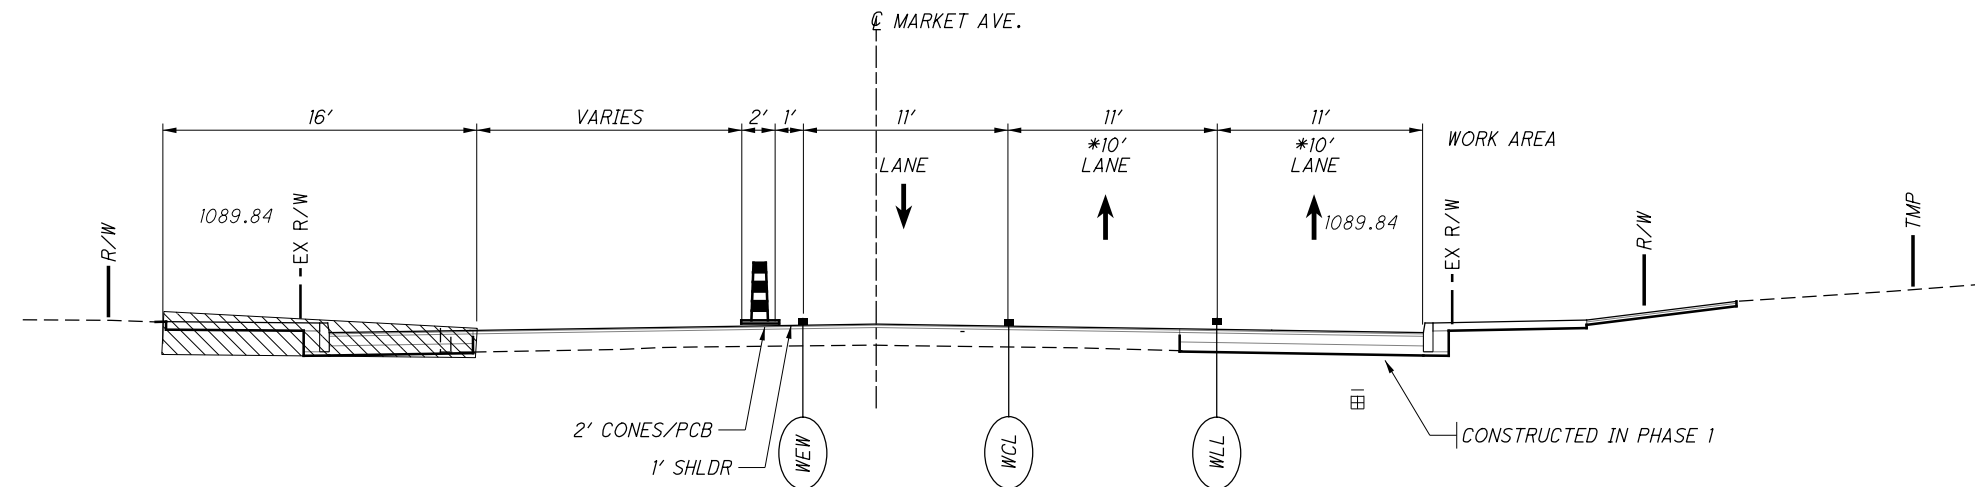 ℄ MARKET AVE.
16' VARIES 2' 1' 11' 11' 11'
*10' *10' WORK AREA
LANE LANE LANE
1089.84 1089.84
R/W EX R/W EX R/W R/W TMP
2' CONES/PCB
1' SHLDR
WEW WCL WLL
CONSTRUCTED IN PHASE 1